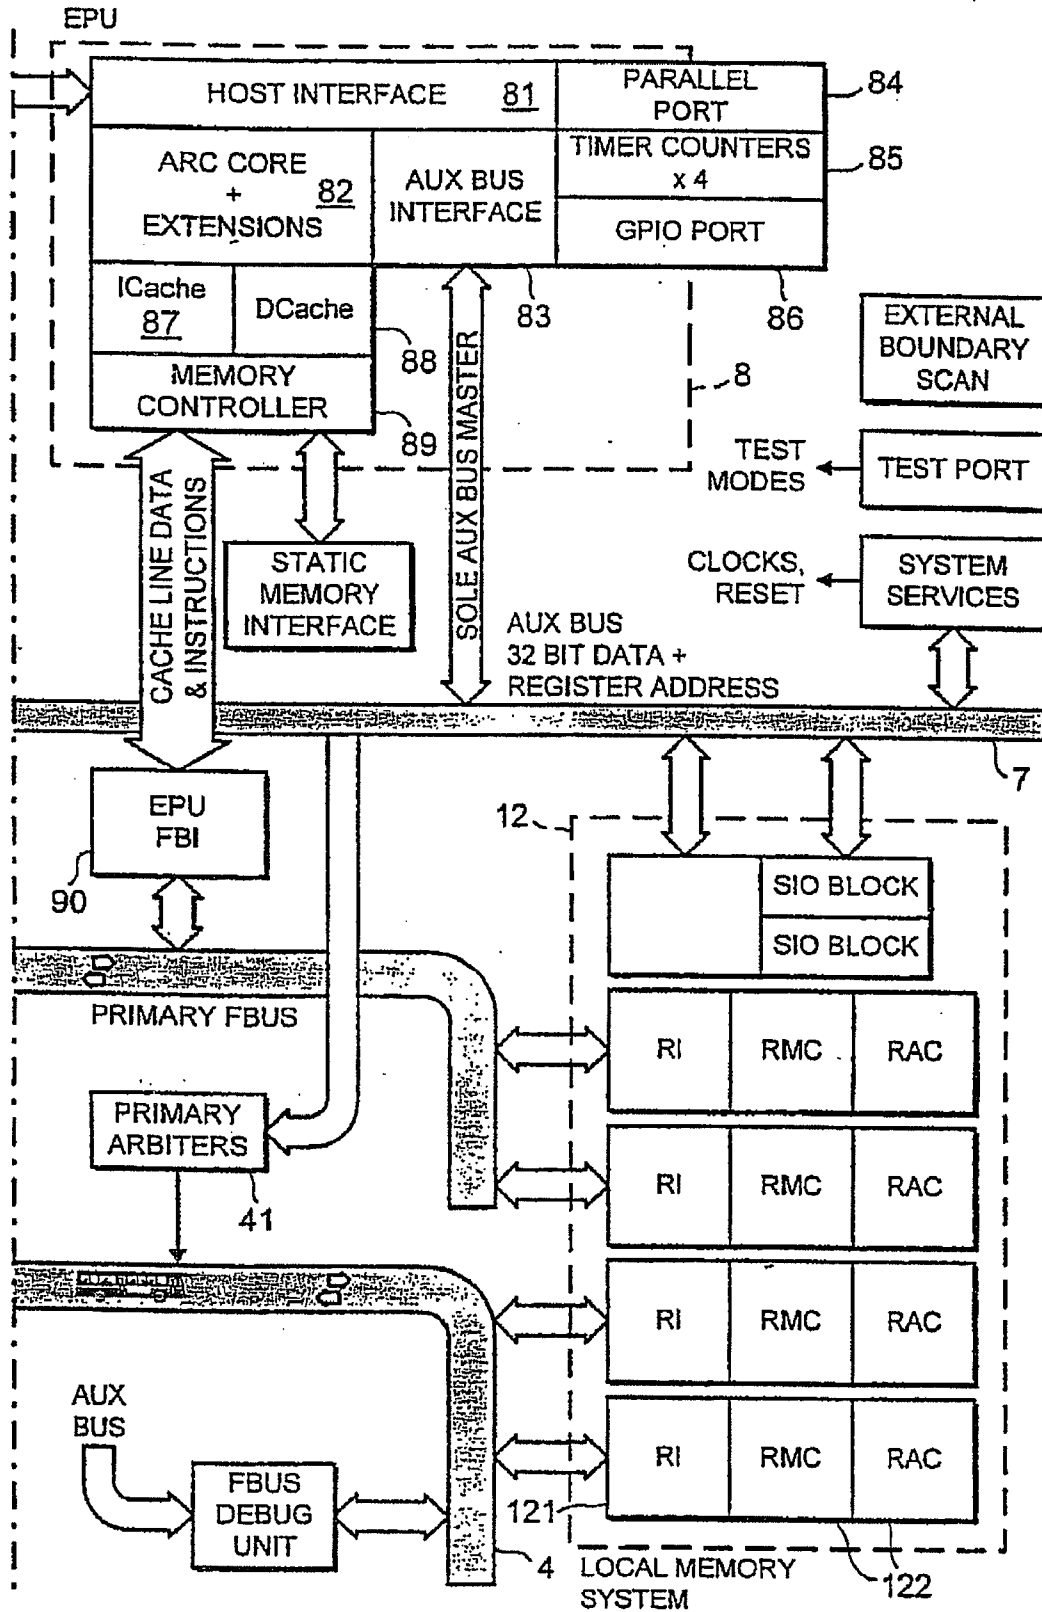 EPU
HOST INTERFACE 81
PARALLEL
PORT
84
ARC CORE
+
EXTENSIONS
82
AUX BUS
INTERFACE
TIMER COUNTERS
x 4
85
GPIO PORT
ICache
87
DCache
83
86
88
MEMORY
CONTROLLER
89
8
EXTERNAL
BOUNDARY
SCAN
TEST
MODES
TEST PORT
CACHE LINE DATA
& INSTRUCTIONS
STATIC
MEMORY
INTERFACE
SOLE AUX BUS MASTER
CLOCKS,
RESET
SYSTEM
SERVICES
AUX BUS
32 BIT DATA +
REGISTER ADDRESS
7
EPU
FBI
90
12
SIO BLOCK
SIO BLOCK
PRIMARY FBUS
RI RMC RAC
PRIMARY
ARBITERS
41
RI RMC RAC
RI RMC RAC
AUX
BUS
FBUS
DEBUG
UNIT
RI RMC RAC
121
4
LOCAL MEMORY
SYSTEM
122